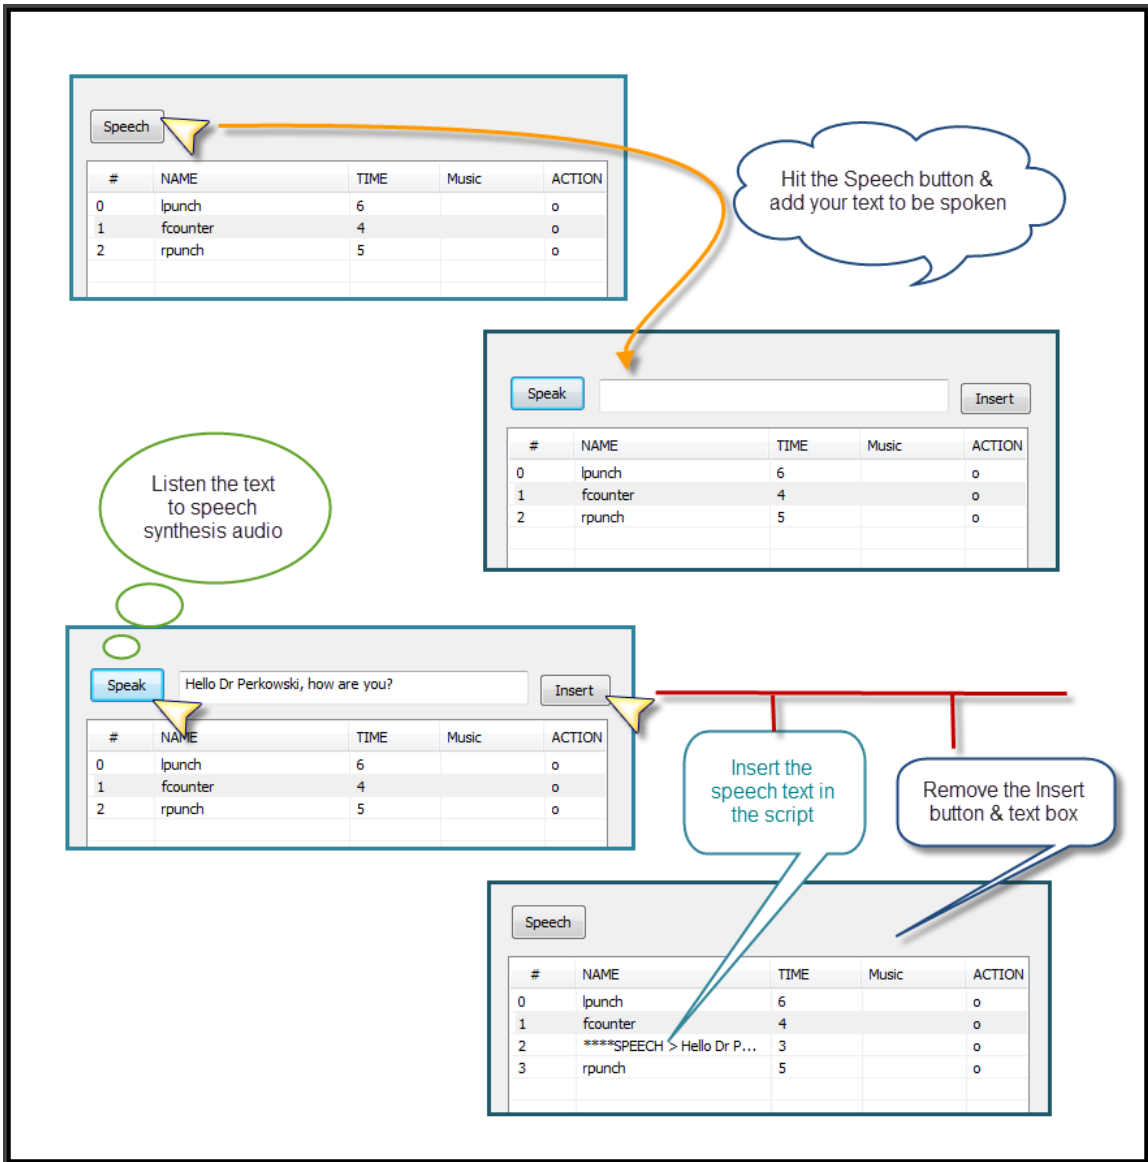 Speech
# NAME TIME Music ACTION
0 lpunch 6 o
1 fcounter 4 o
2 rpunch 5 o
Hit the Speech button &
add your text to be spoken
Speak Insert
# NAME TIME Music ACTION
0 lpunch 6 o
1 fcounter 4 o
2 rpunch 5 o
Listen the text
to speech
synthesis audio
Speak Hello Dr Perkowski, how are you? Insert
# NAME TIME Music ACTION
0 lpunch 6 o
1 fcounter 4 o
2 rpunch 5 o
Insert the
speech text in
the script
Remove the Insert
button & text box
Speech
# NAME TIME Music ACTION
0 lpunch 6 o
1 fcounter 4 o
2 ****SPEECH > Hello Dr P... 3 o
3 rpunch 5 o